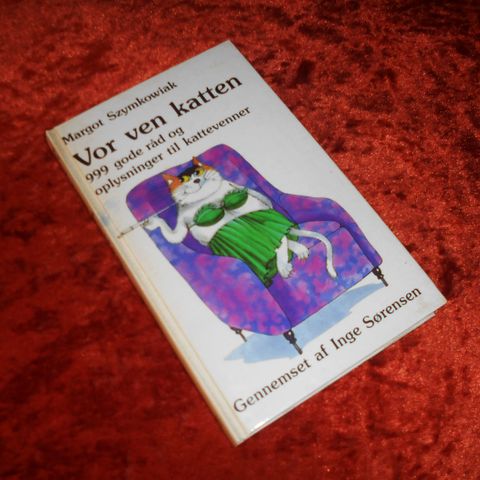 Margot Szymkowiak
Vor ven katten
999 gode råd og
oplysninger til kattevenner
Gennemset af Inge Sørensen